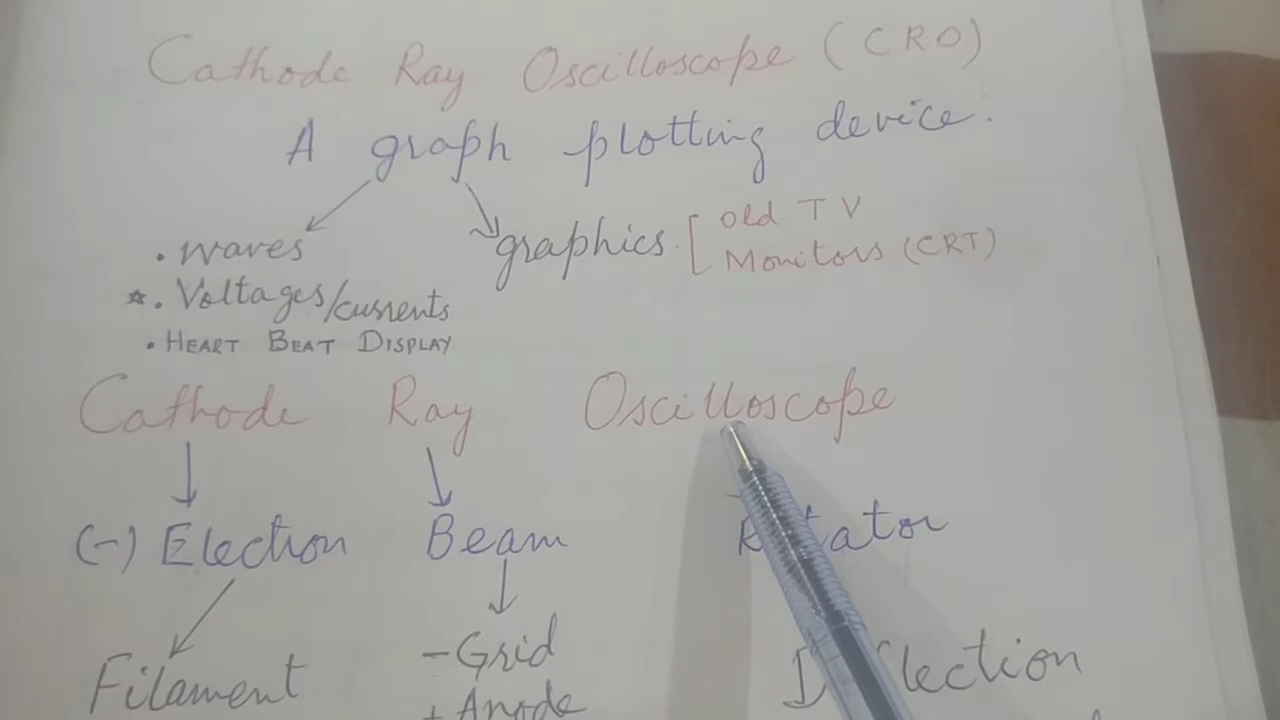 Cathode Ray Oscilloscope (CRO)
A graph plotting device.
. waves
graphics [ Old TV
Monitors (CRT)
* . Voltages/currents
. HEART BEAT DISPLAY
Cathode Ray Oscilloscope
(-) Electron Beam
Filament
- Grid
+ Anode